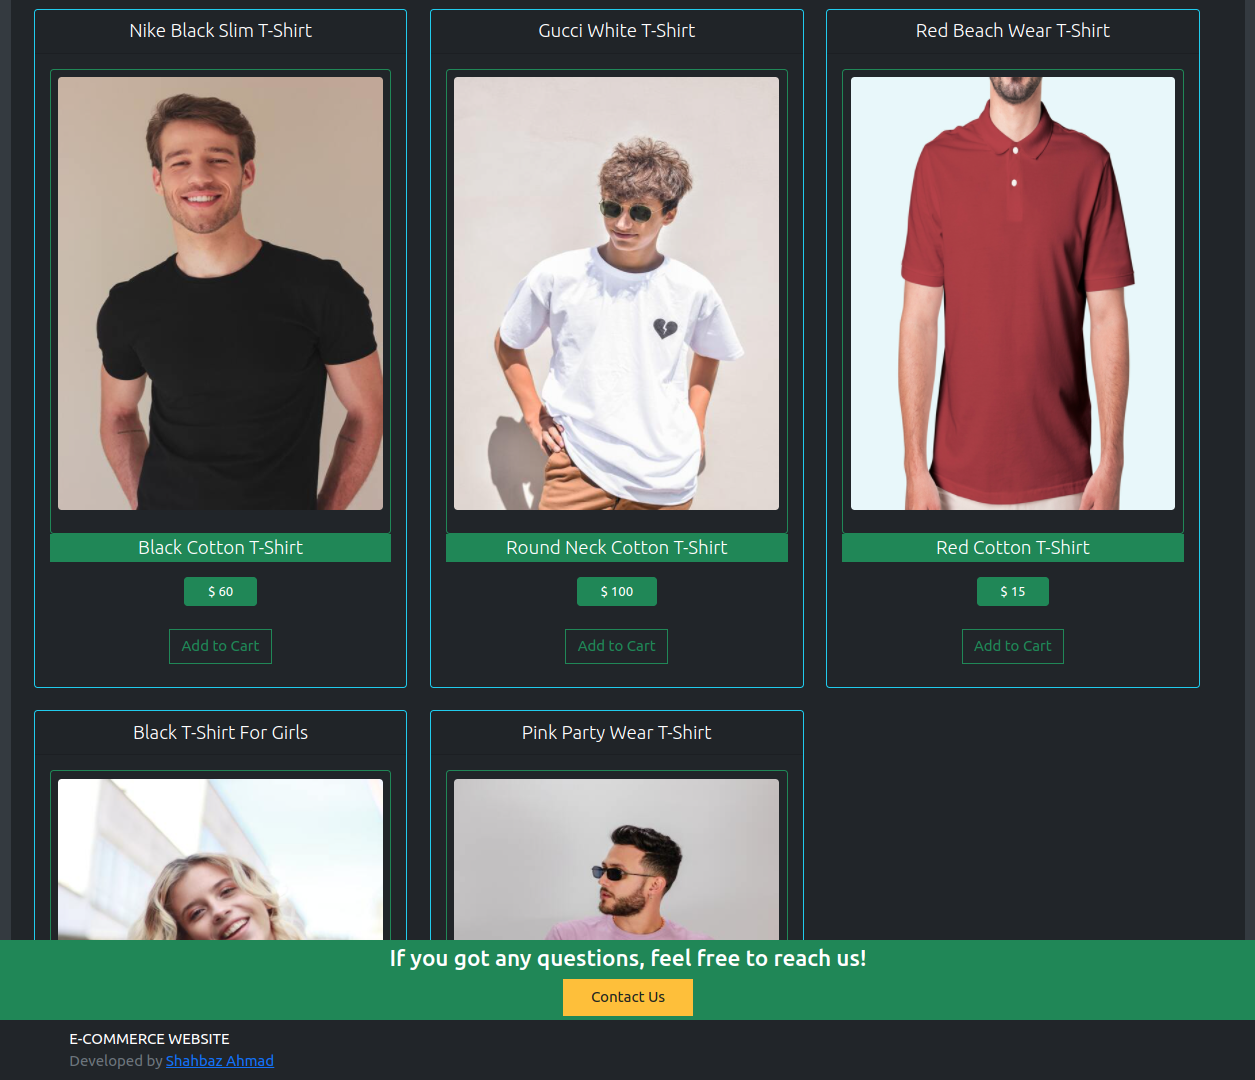 Nike Black Slim T-Shirt
Gucci White T-Shirt
Red Beach Wear T-Shirt
Black Cotton T-Shirt
Round Neck Cotton T-Shirt
Red Cotton T-Shirt
$ 60
$ 100
$ 15
Add to Cart
Add to Cart
Add to Cart
Black T-Shirt For Girls
Pink Party Wear T-Shirt
If you got any questions, feel free to reach us!
Contact Us
E-COMMERCE WEBSITE
Developed by Shahbaz Ahmad